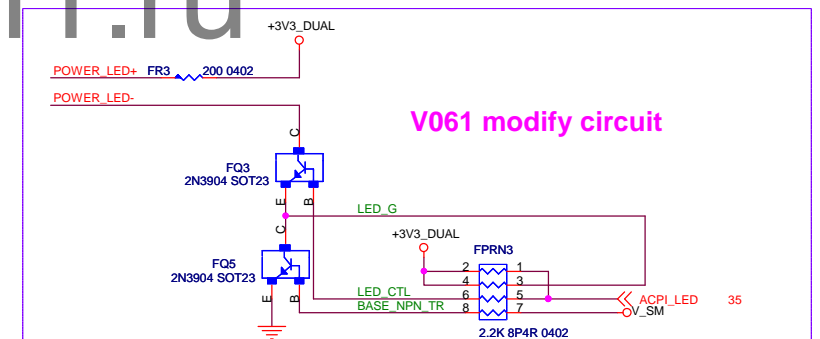 +3V3_DUAL
POWER_LED+ FR3 200 0402
POWER_LED-
V061 modify circuit
C
FQ3
2N3904 SOT23
E B
LED_G
C
+3V3_DUAL
FPRN3
FQ5
2N3904 SOT23
2 1
4 3
LED_CTL 6 5 ACPI_LED 35
BASE_NPN_TR 8 7 V_SM
E B
2.2K 8P4R 0402